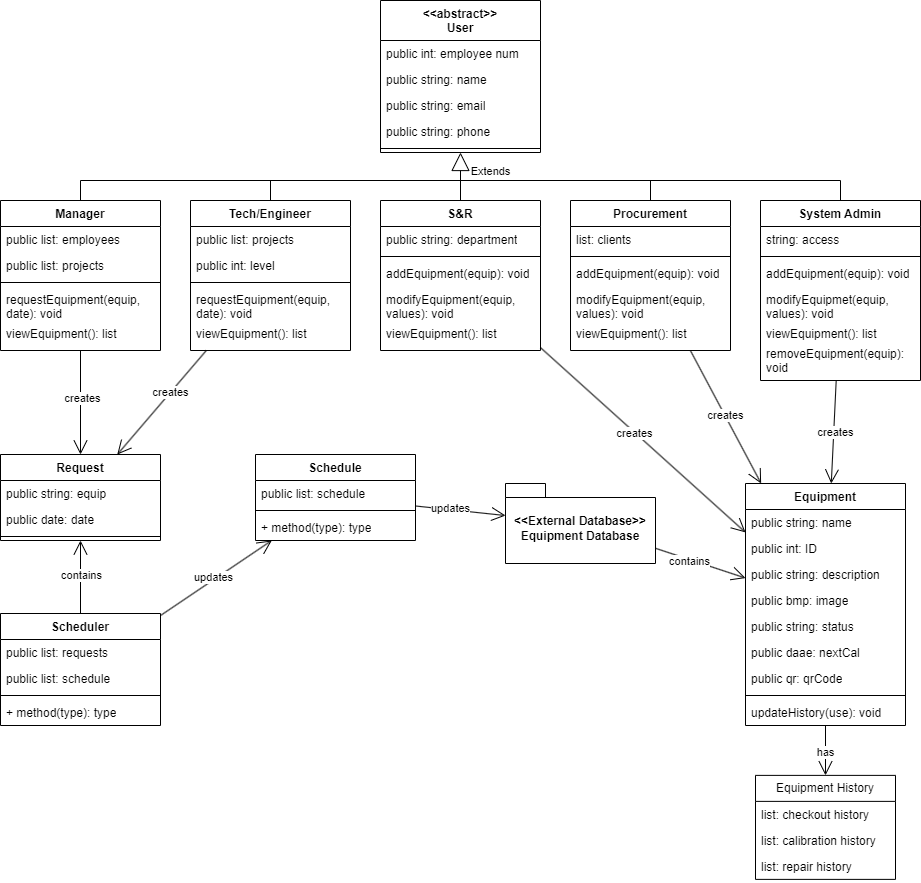 <<abstract>>
User
public int: employee num
public string: name
public string: email
public string: phone
Extends
Manager
public list: employees
public list: projects
requestEquipment(equip,
date): void
viewEquipment(): list
Tech/Engineer
public list: projects
public int: level
requestEquipment(equip,
date): void
viewEquipment(): list
S&R
public string: department
addEquipment(equip): void
modifyEquipment(equip,
values): void
viewEquipment(): list
Procurement
list: clients
addEquipment(equip): void
modifyEquipment(equip,
values): void
viewEquipment(): list
System Admin
string: access
addEquipment(equip): void
modifyEquipmet(equip,
values): void
viewEquipment(): list
removeEquipment(equip):
void
creates
creates
creates
creates
creates
Request
public string: equip
public date: date
Schedule
public list: schedule
+ method(type): type
updates
<<External Database>>
Equipment Database
contains
Equipment
public string: name
public int: ID
public string: description
public bmp: image
public string: status
public daae: nextCal
public qr: qrCode
updateHistory(use): void
contains
updates
Scheduler
public list: requests
public list: schedule
+ method(type): type
has
Equipment History
list: checkout history
list: calibration history
list: repair history